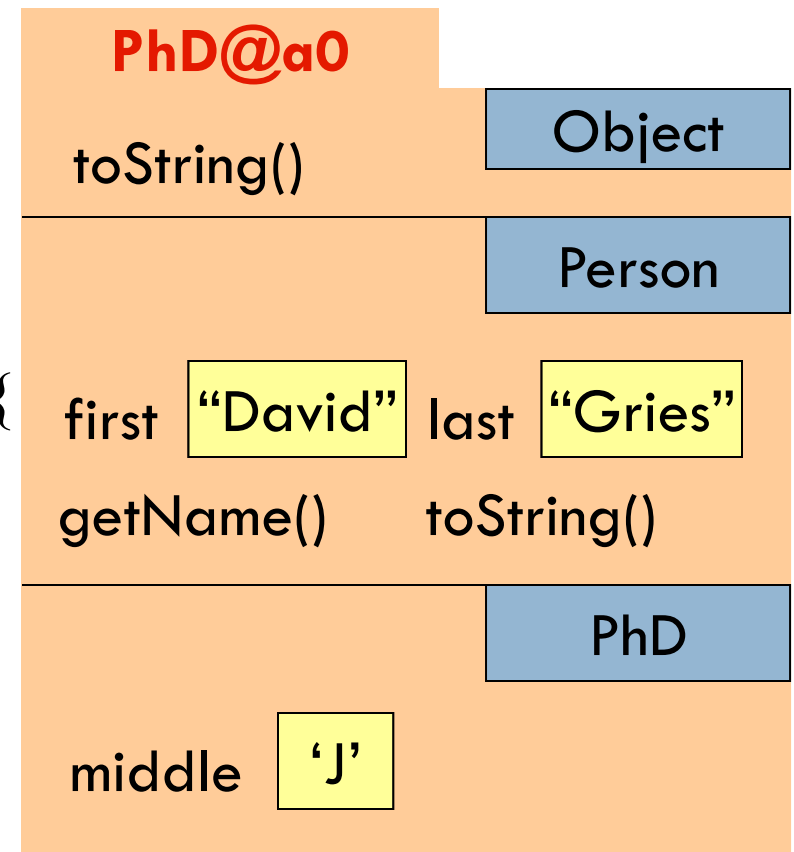 PhD@a0
Object
toString()
Person
{ first “David” last “Gries”
getName() toString()
PhD
middle ‘J’